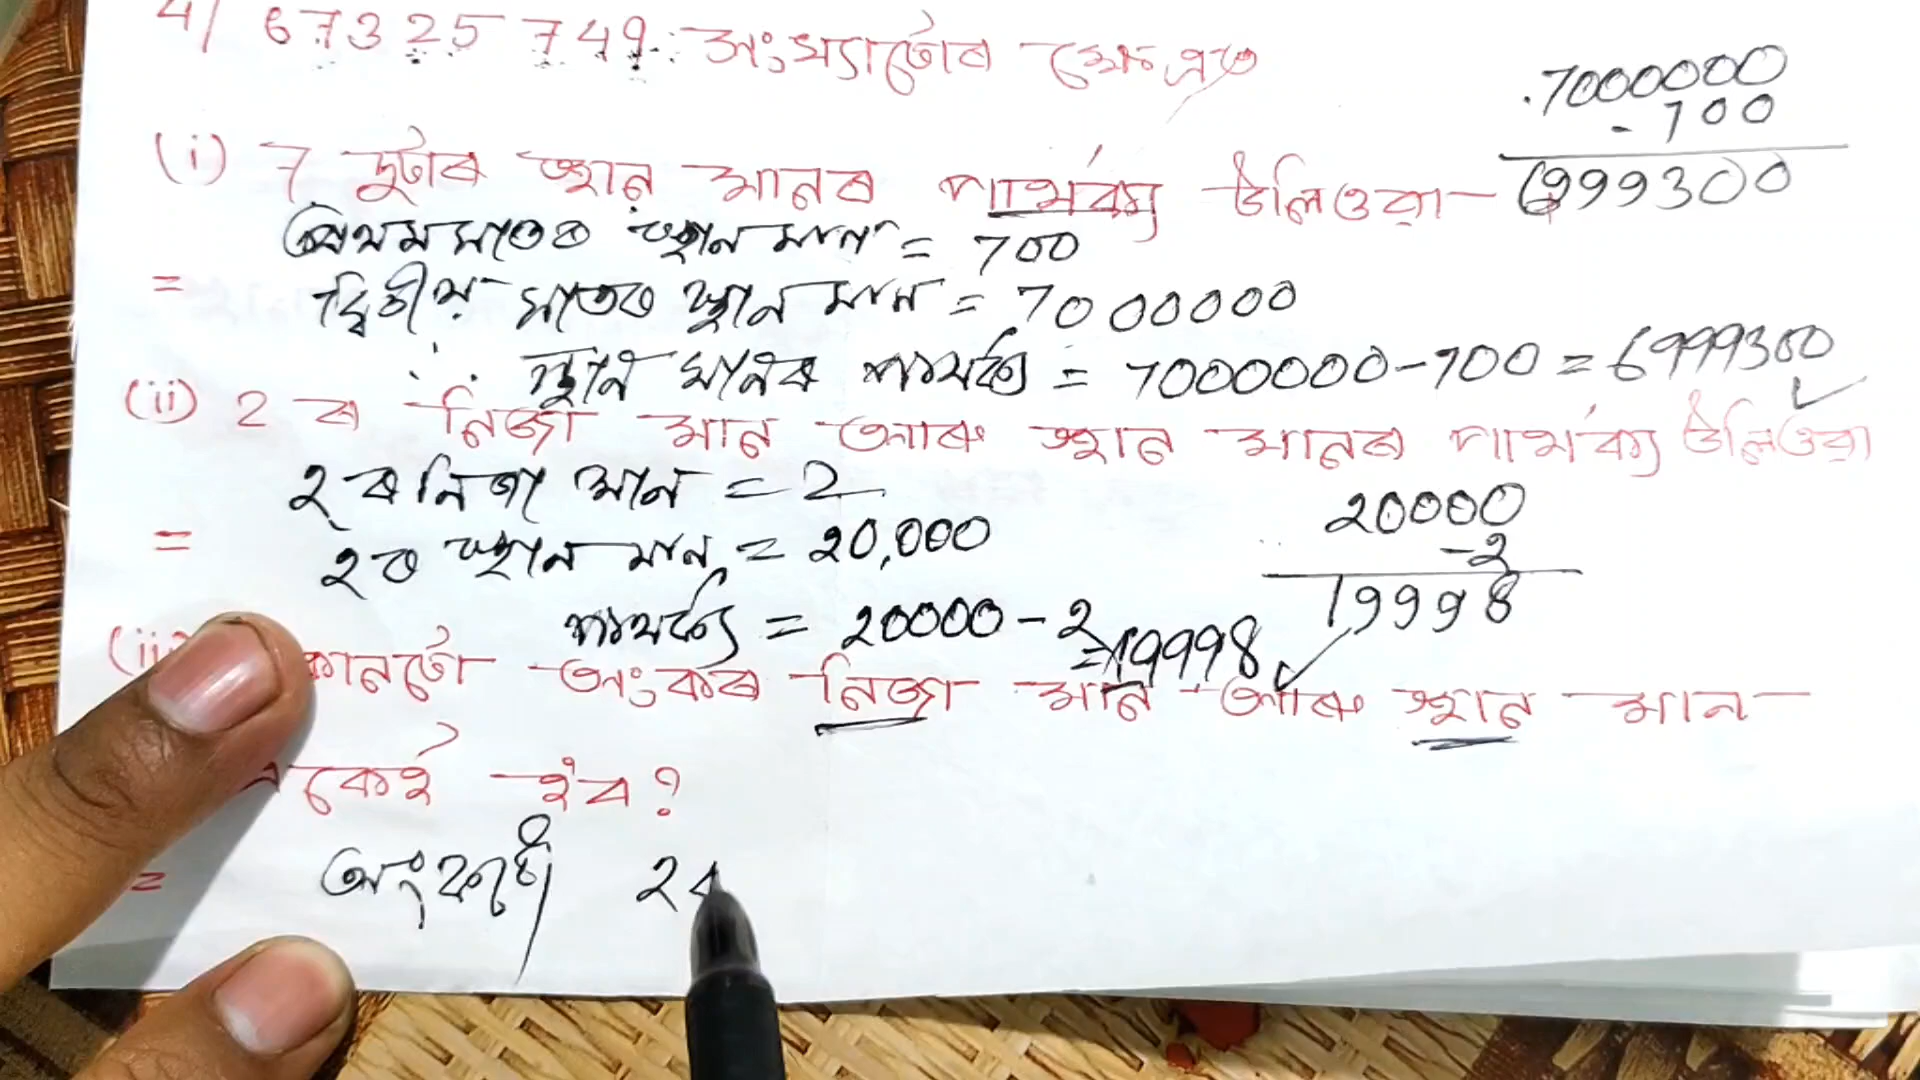 4/ 67325749 সংখ্যাটোৰ ক্ষেত্ৰত
.7000000
- 700
6999300
(i) 7 দুটাৰ স্থান মানৰ পাৰ্থক্য উলিওৱা-
প্ৰথম সাতৰ স্থান মান = 700
= দ্বিতীয় সাতৰ স্থান মান = 7000000
∴ স্থান মানৰ পাৰ্থক্য = 7000000-700 = 6999300
(ii) 2 ৰ নিজা মান আৰু স্থান মানৰ পাৰ্থক্য উলিওৱা
2 ৰ নিজা মান = 2
= 2ৰ স্থান মান = 20,000
পাৰ্থক্য = 20000 - 2
= 19998
20000
-2
19998
কোনটো অংকৰ নিজা মান আৰু স্থান মান-
একেই হ'ব?
= অংকটো হ'